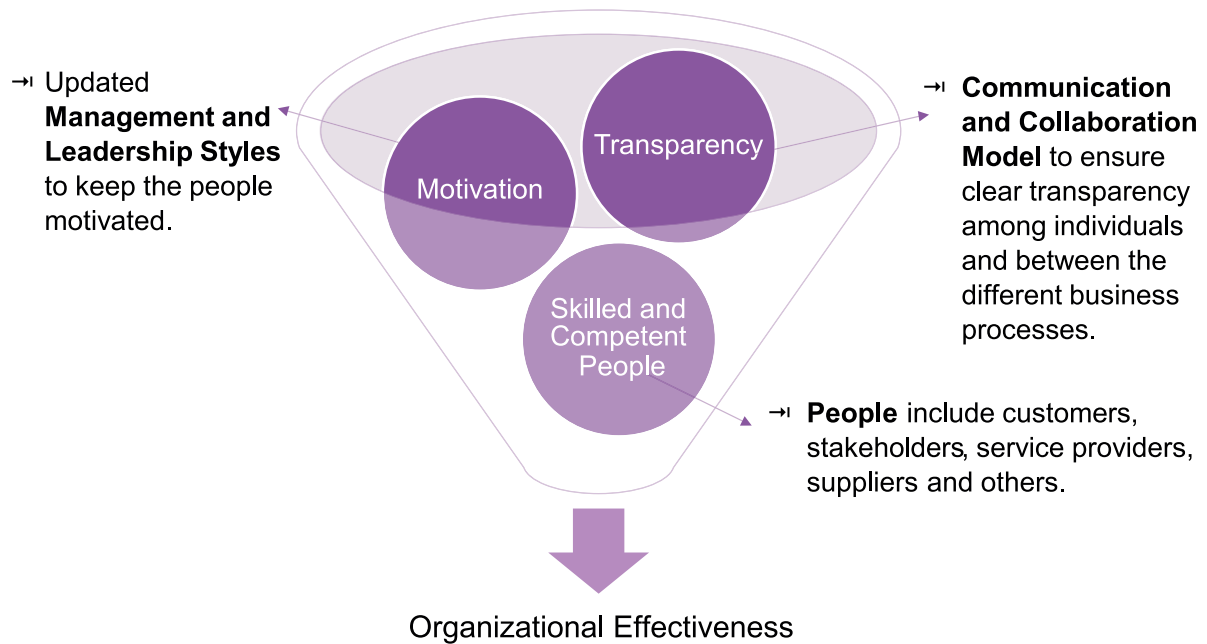 → Updated
Management and
Leadership Styles
to keep the people
motivated.
Motivation
Transparency
Skilled and
Competent
People
→ Communication
and Collaboration
Model to ensure
clear transparency
among individuals
and between the
different business
processes.
→ People include customers,
stakeholders, service providers,
suppliers and others.
Organizational Effectiveness